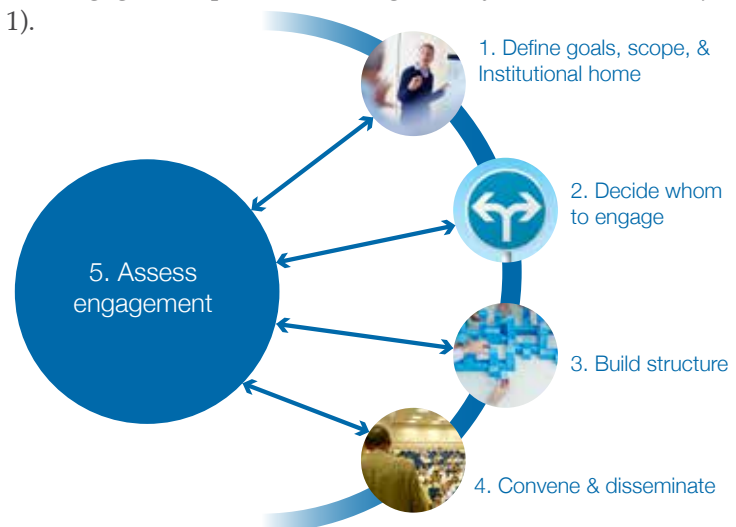 1).
1. Define goals, scope, &
Institutional home
2. Decide whom
to engage
5. Assess
engagement
3. Build structure
4. Convene & disseminate